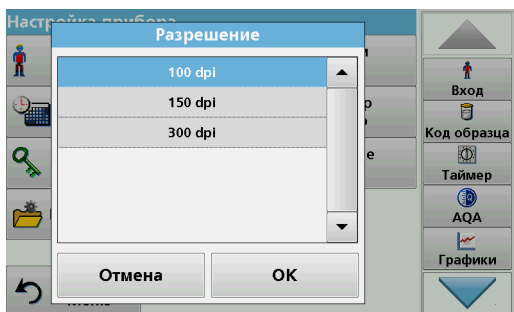 Настройка прибора
Разрешение
100 dpi
150 dpi
300 dpi
Отмена
OK
Вход
Код образца
Таймер
AQA
Графики